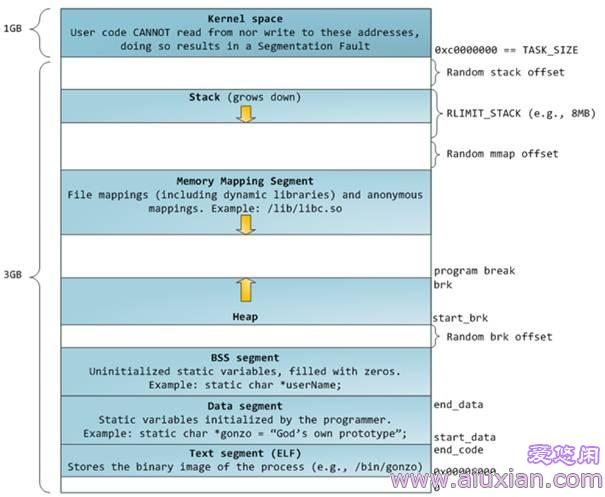 Kernel space
1GB
User code CANNOT read from nor write to these addresses,
doing so results in a Segmentation Fault
0xc0000000 == TASK_SIZE
Random stack offset
Stack (grows down)
RLIMIT_STACK (e.g., 8MB)
Random mmap offset
Memory Mapping Segment
File mappings (including dynamic libraries) and anonymous
mappings. Example: /lib/libc.so
3GB
program break
brk
Heap
start_brk
Random brk offset
BSS segment
Uninitialized static variables, filled with zeros.
Example: static char *userName;
Data segment
end_data
Static variables initialized by the programmer.
Example: static char *gonzo = “God’s own prototype”;
start_data
Text segment (ELF)
end_code
Stores the binary image of the process (e.g., /bin/gonzo)
0x08048000
0
爱悠闲
www.aiuxian.com